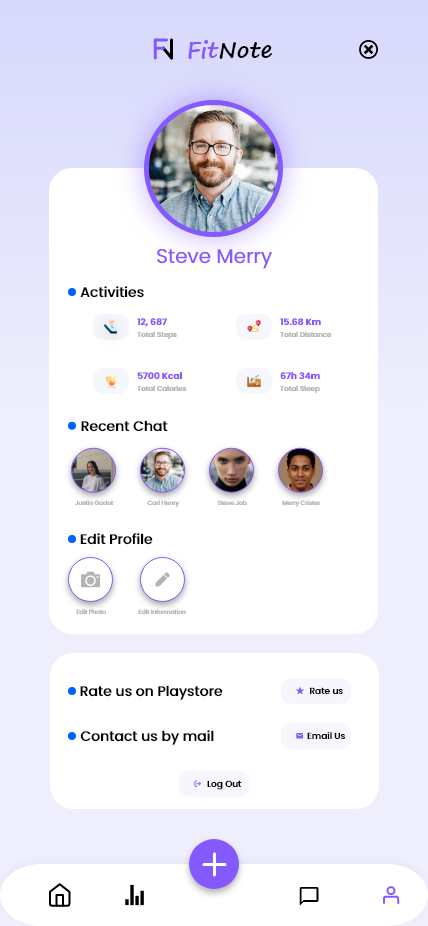 FN FitNote
Steve Merry
Activities
12, 687
Total Steps
15.68 Km
Total Distance
5700 Kcal
Total Calories
67h 34m
Total Sleep
Recent Chat
Justin Gadot
Carl Henry
Steve Job
Merry Crister
Edit Profile
Edit Photo
Edit Information
Rate us on Playstore
Rate us
Contact us by mail
Email Us
Log Out